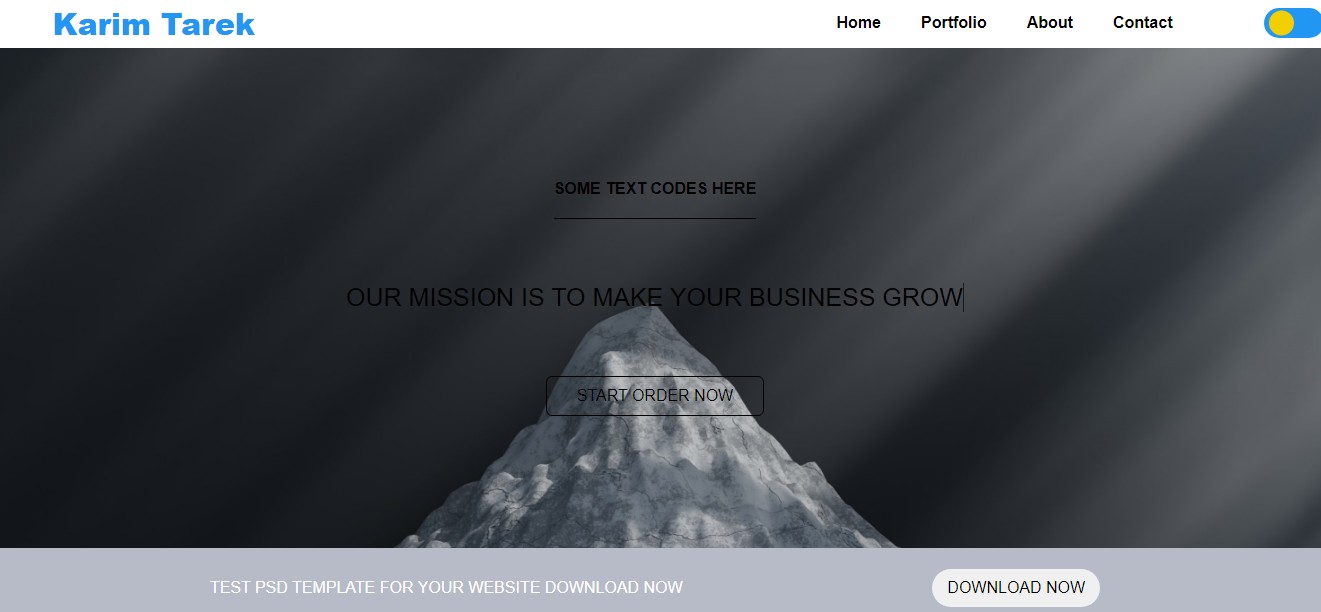 Karim Tarek
Home Portfolio About Contact
SOME TEXT CODES HERE
OUR MISSION IS TO MAKE YOUR BUSINESS GROW
START ORDER NOW
TEST PSD TEMPLATE FOR YOUR WEBSITE DOWNLOAD NOW
DOWNLOAD NOW